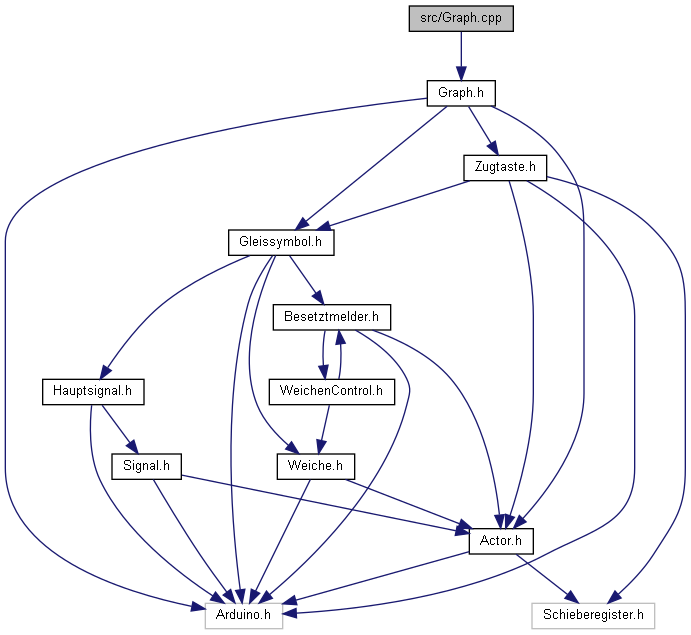 src/Graph.cpp
Graph.h
Zugtaste.h
Gleissymbol.h
Besetztmelder.h
Hauptsignal.h
WeichenControl.h
Signal.h
Weiche.h
Actor.h
Arduino.h
Schieberegister.h